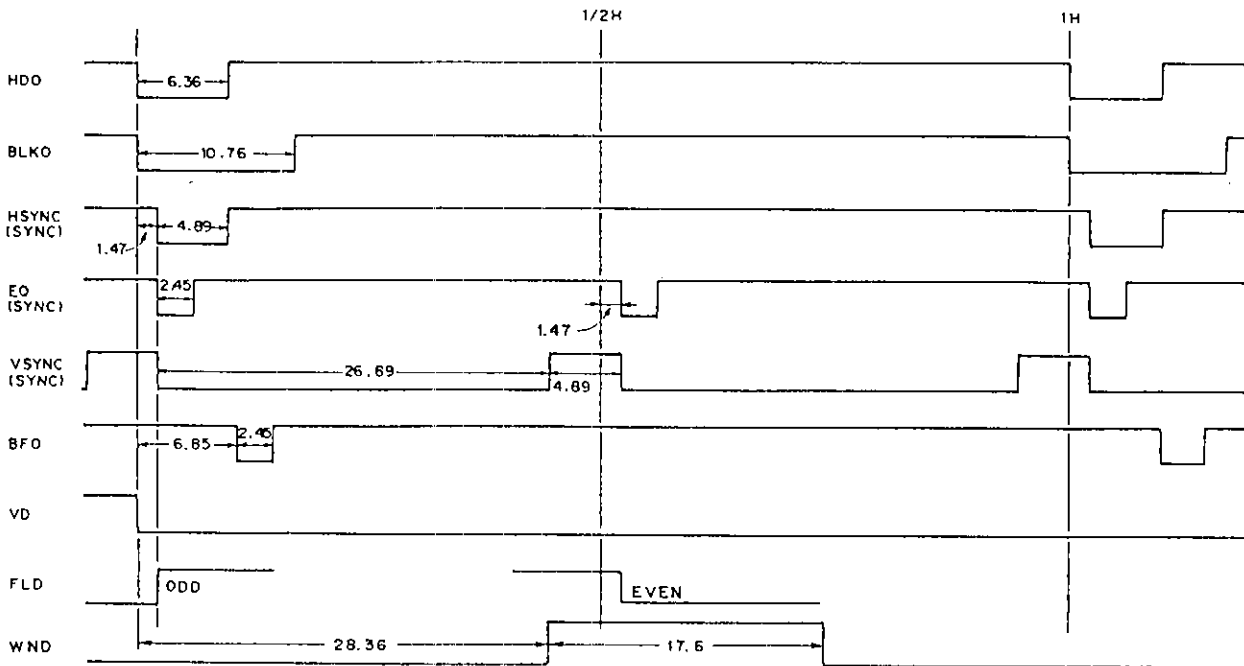 1/2H
1H
HDO
6.36
BLKO
10.76
HSYNC
(SYNC)
4.89
1.47
EO
(SYNC)
2.45
1.47
VSYNC
(SYNC)
26.69
4.89
BFO
6.85
2.45
VD
FLD
ODD
EVEN
WND
28.36
17.6